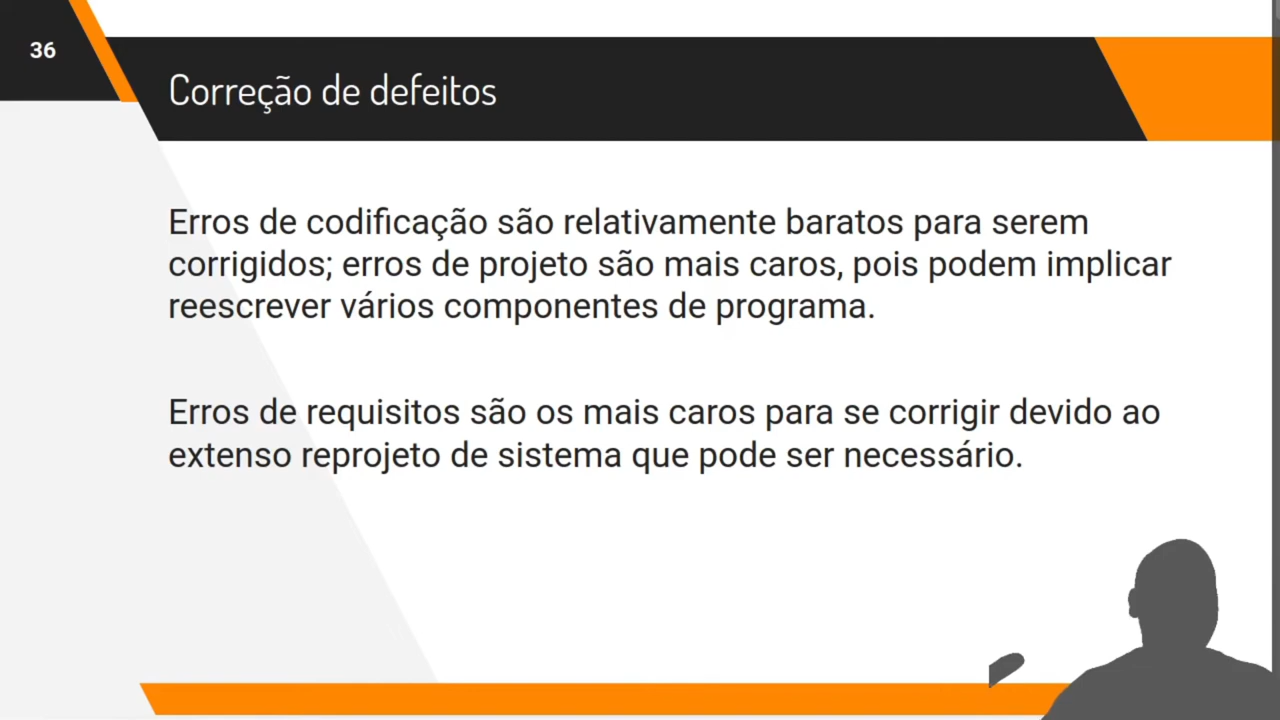 36
Correção de defeitos
Erros de codificação são relativamente baratos para serem
corrigidos; erros de projeto são mais caros, pois podem implicar
reescrever vários componentes de programa.
Erros de requisitos são os mais caros para se corrigir devido ao
extenso reprojeto de sistema que pode ser necessário.